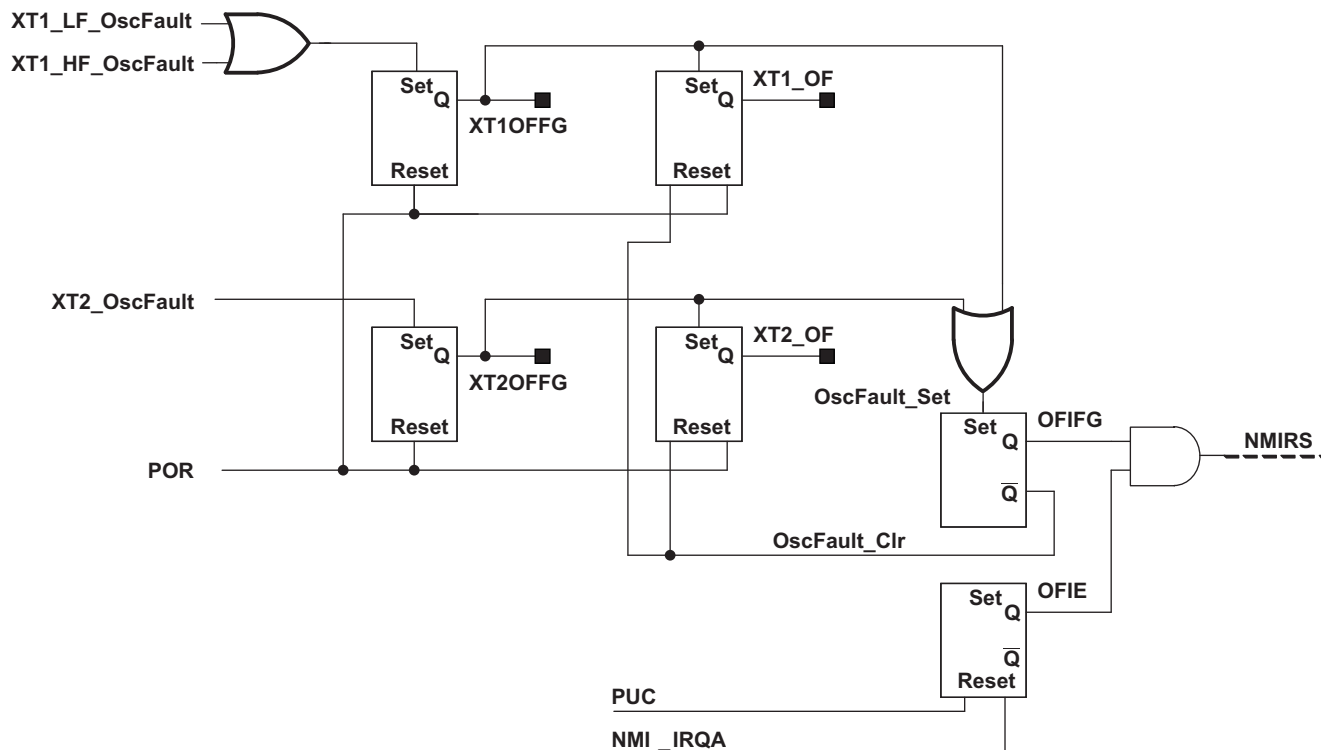 XT1_LF_OscFault
XT1_HF_OscFault
Set
Q
XT1OFFG
Reset
Set
Q
XT1_OF
Reset
XT2_OscFault
Set
Q
XT2OFFG
Reset
Set
Q
XT2_OF
Reset
POR
OscFault_Set
Set
Q
OFIFG
Q
NMIRS
OscFault_Clr
Set
Q
OFIE
Q
Reset
PUC
NMI _IRQA